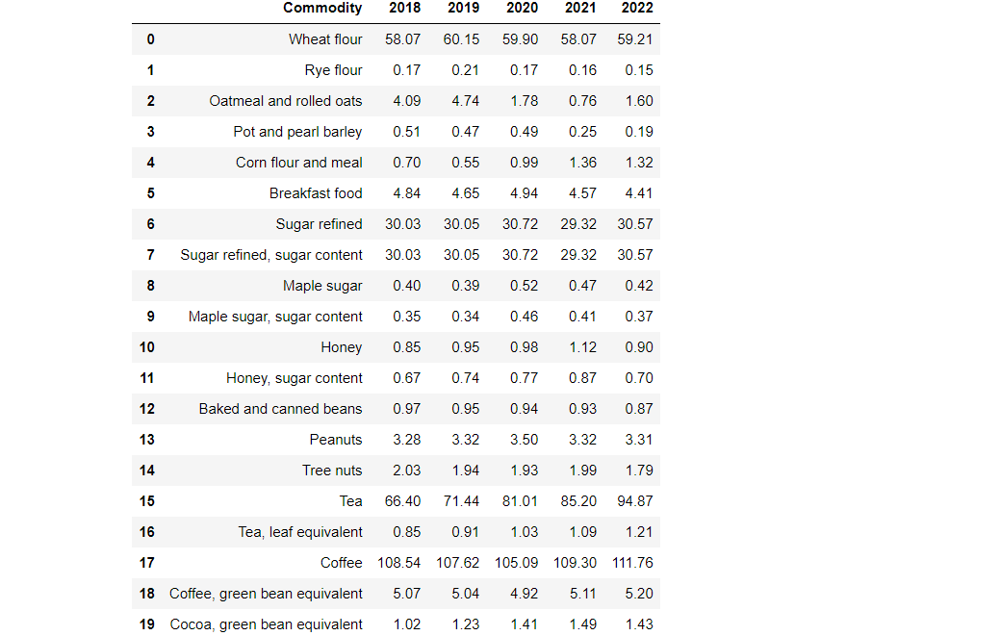 Commodity 2018 2019 2020 2021 2022
0 Wheat flour 58.07 60.15 59.90 58.07 59.21
1 Rye flour 0.17 0.21 0.17 0.16 0.15
2 Oatmeal and rolled oats 4.09 4.74 1.78 0.76 1.60
3 Pot and pearl barley 0.51 0.47 0.49 0.25 0.19
4 Corn flour and meal 0.70 0.55 0.99 1.36 1.32
5 Breakfast food 4.84 4.65 4.94 4.57 4.41
6 Sugar refined 30.03 30.05 30.72 29.32 30.57
7 Sugar refined, sugar content 30.03 30.05 30.72 29.32 30.57
8 Maple sugar 0.40 0.39 0.52 0.47 0.42
9 Maple sugar, sugar content 0.35 0.34 0.46 0.41 0.37
10 Honey 0.85 0.95 0.98 1.12 0.90
11 Honey, sugar content 0.67 0.74 0.77 0.87 0.70
12 Baked and canned beans 0.97 0.95 0.94 0.93 0.87
13 Peanuts 3.28 3.32 3.50 3.32 3.31
14 Tree nuts 2.03 1.94 1.93 1.99 1.79
15 Tea 66.40 71.44 81.01 85.20 94.87
16 Tea, leaf equivalent 0.85 0.91 1.03 1.09 1.21
17 Coffee 108.54 107.62 105.09 109.30 111.76
18 Coffee, green bean equivalent 5.07 5.04 4.92 5.11 5.20
19 Cocoa, green bean equivalent 1.02 1.23 1.41 1.49 1.43